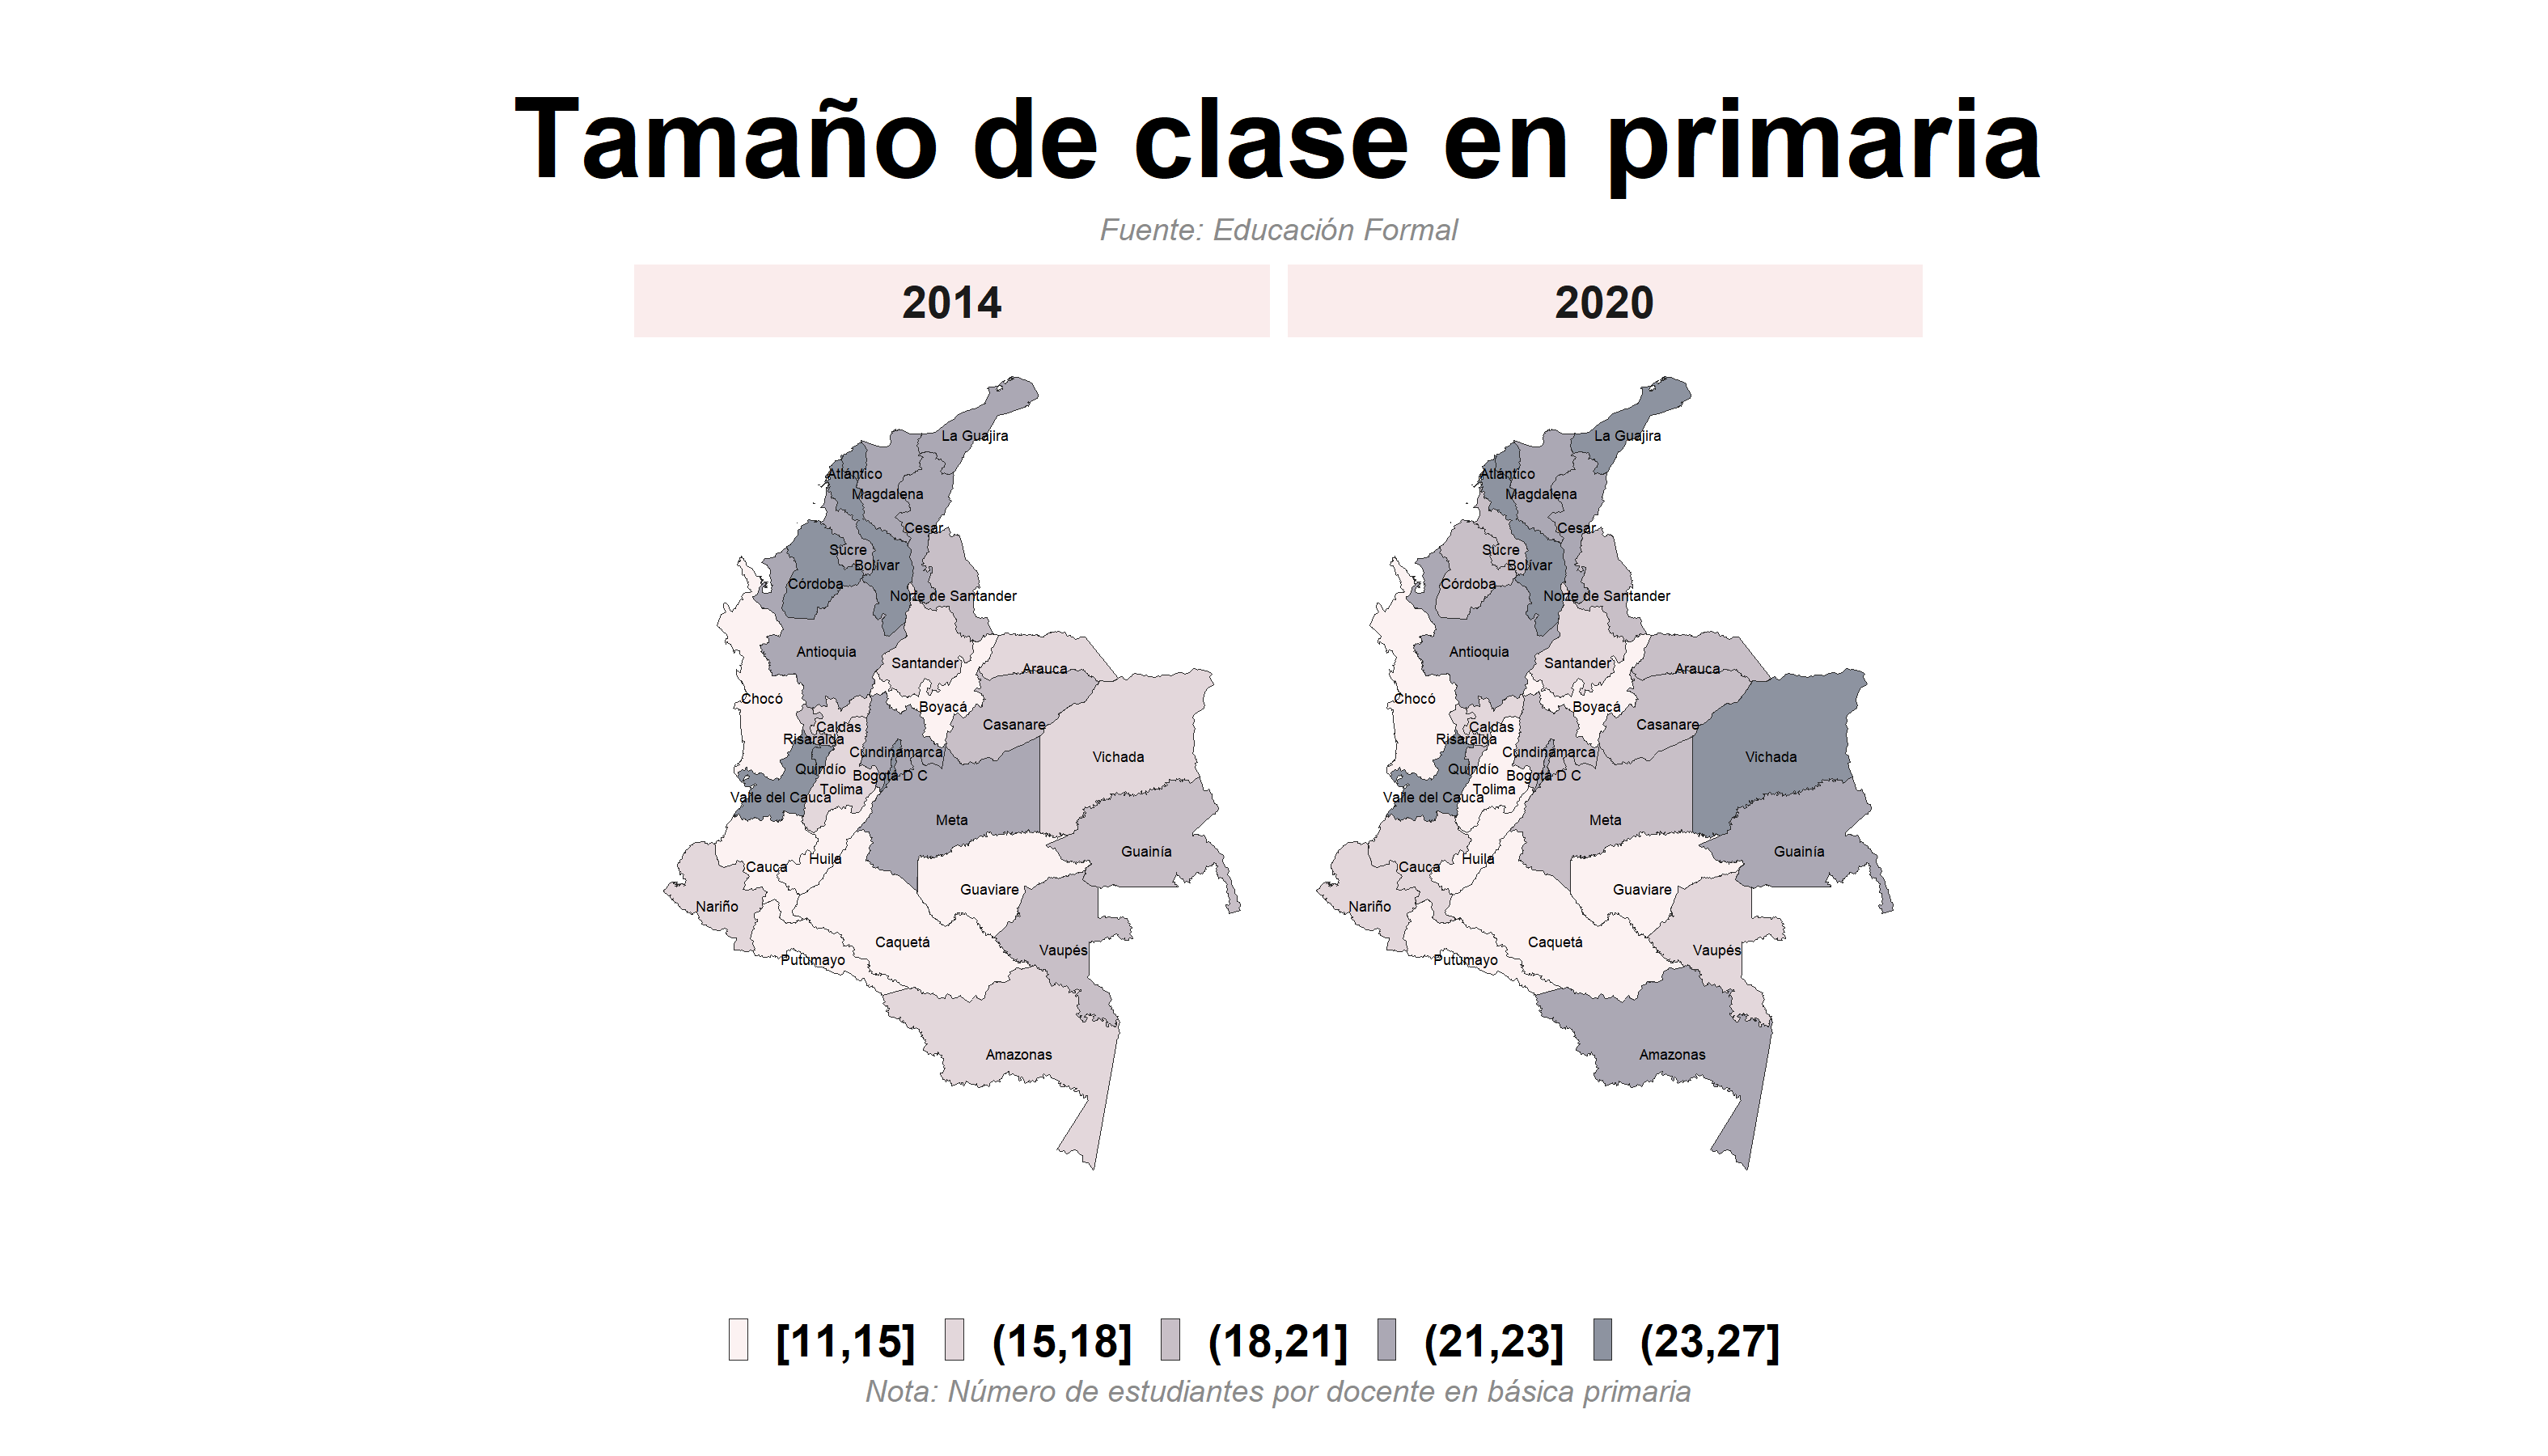 Tamaño de clase en primaria
Fuente: Educación Formal
2014
2020
La Guajira
Atlántico
Magdalena
Cesar
Sucre
Bolívar
Córdoba
Norte de Santander
Antioquia
Santander
Arauca
Chocó
Boyacá
Casanare
Caldas
Risaralda
Cundinamarca
Vichada
Quindío
Bogotá D C
Tolima
Valle del Cauca
Meta
Guainía
Huila
Cauca
Guaviare
Nariño
Caquetá
Vaupés
Putumayo
Amazonas
La Guajira
Atlántico
Magdalena
Cesar
Sucre
Bolívar
Córdoba
Norte de Santander
Antioquia
Santander
Arauca
Chocó
Boyacá
Casanare
Caldas
Risaralda
Cundinamarca
Vichada
Quindío
Bogotá D C
Tolima
Valle del Cauca
Meta
Guainía
Huila
Cauca
Guaviare
Nariño
Caquetá
Vaupés
Putumayo
Amazonas
[11,15] (15,18] (18,21] (21,23] (23,27]
Nota: Número de estudiantes por docente en básica primaria